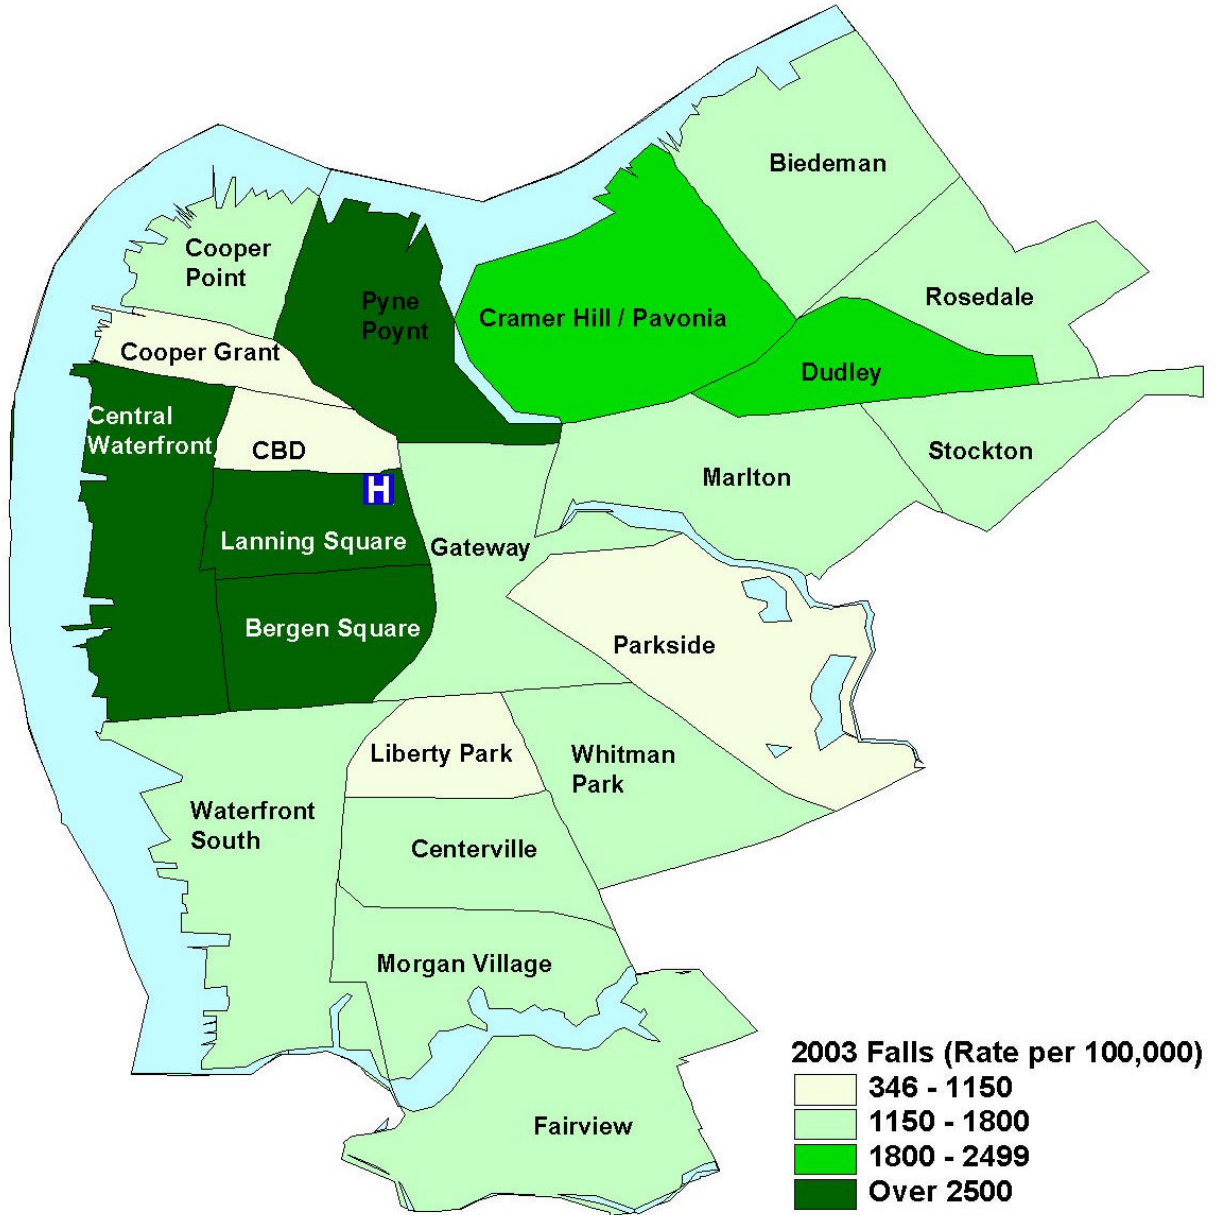 Biedeman
Cooper
Point
Rosedale
Pyne
Poynt
Cramer Hill / Pavonia
Cooper Grant
Dudley
Central
Waterfront
CBD
Stockton
Marlton
H
Lanning Square
Gateway
Bergen Square
Parkside
Liberty Park
Whitman
Park
Waterfront
South
Centerville
Morgan Village
Fairview
2003 Falls (Rate per 100,000)
346 - 1150
1150 - 1800
1800 - 2499
Over 2500